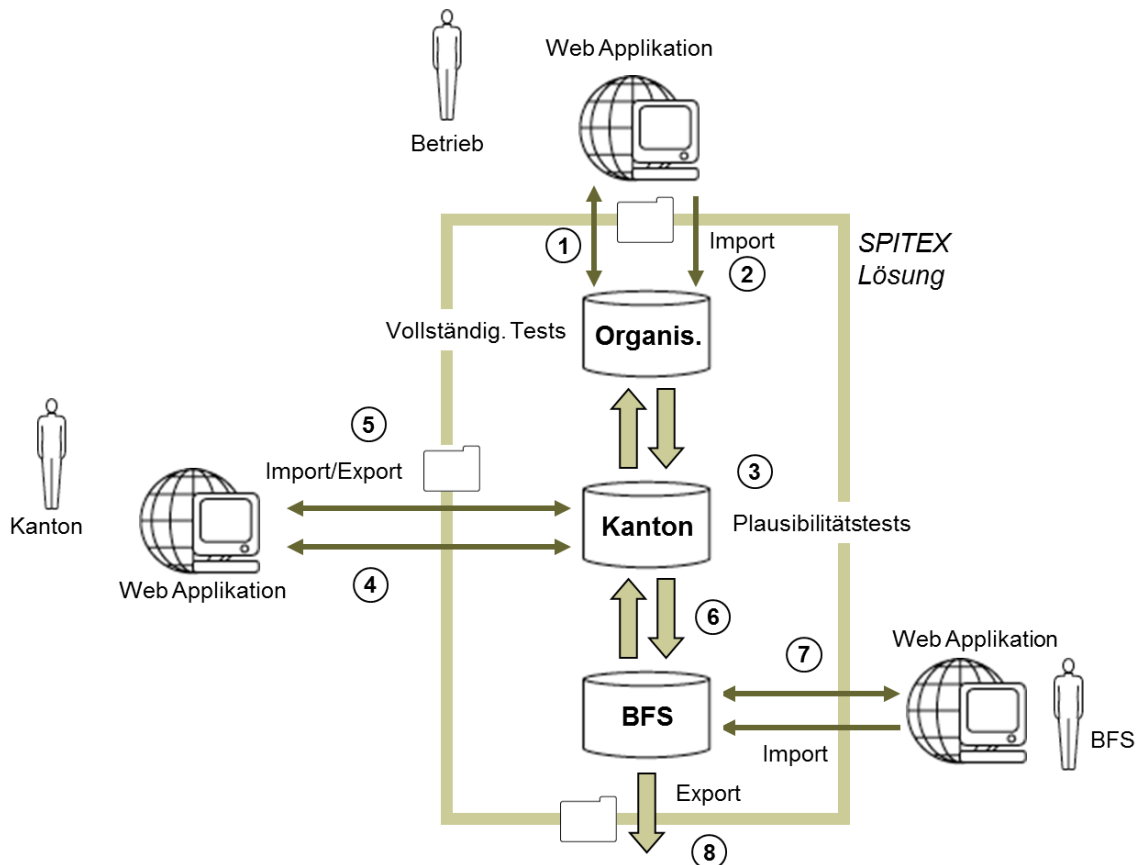 Web Applikation
Betrieb
1
Import
2
SPITEX
Lösung
Vollständig. Tests
Organis.
5
Import/Export
3
Kanton
Kanton
Plausibilitätstests
4
Web Applikation
6
7
Web Applikation
BFS
Import
BFS
Export
8